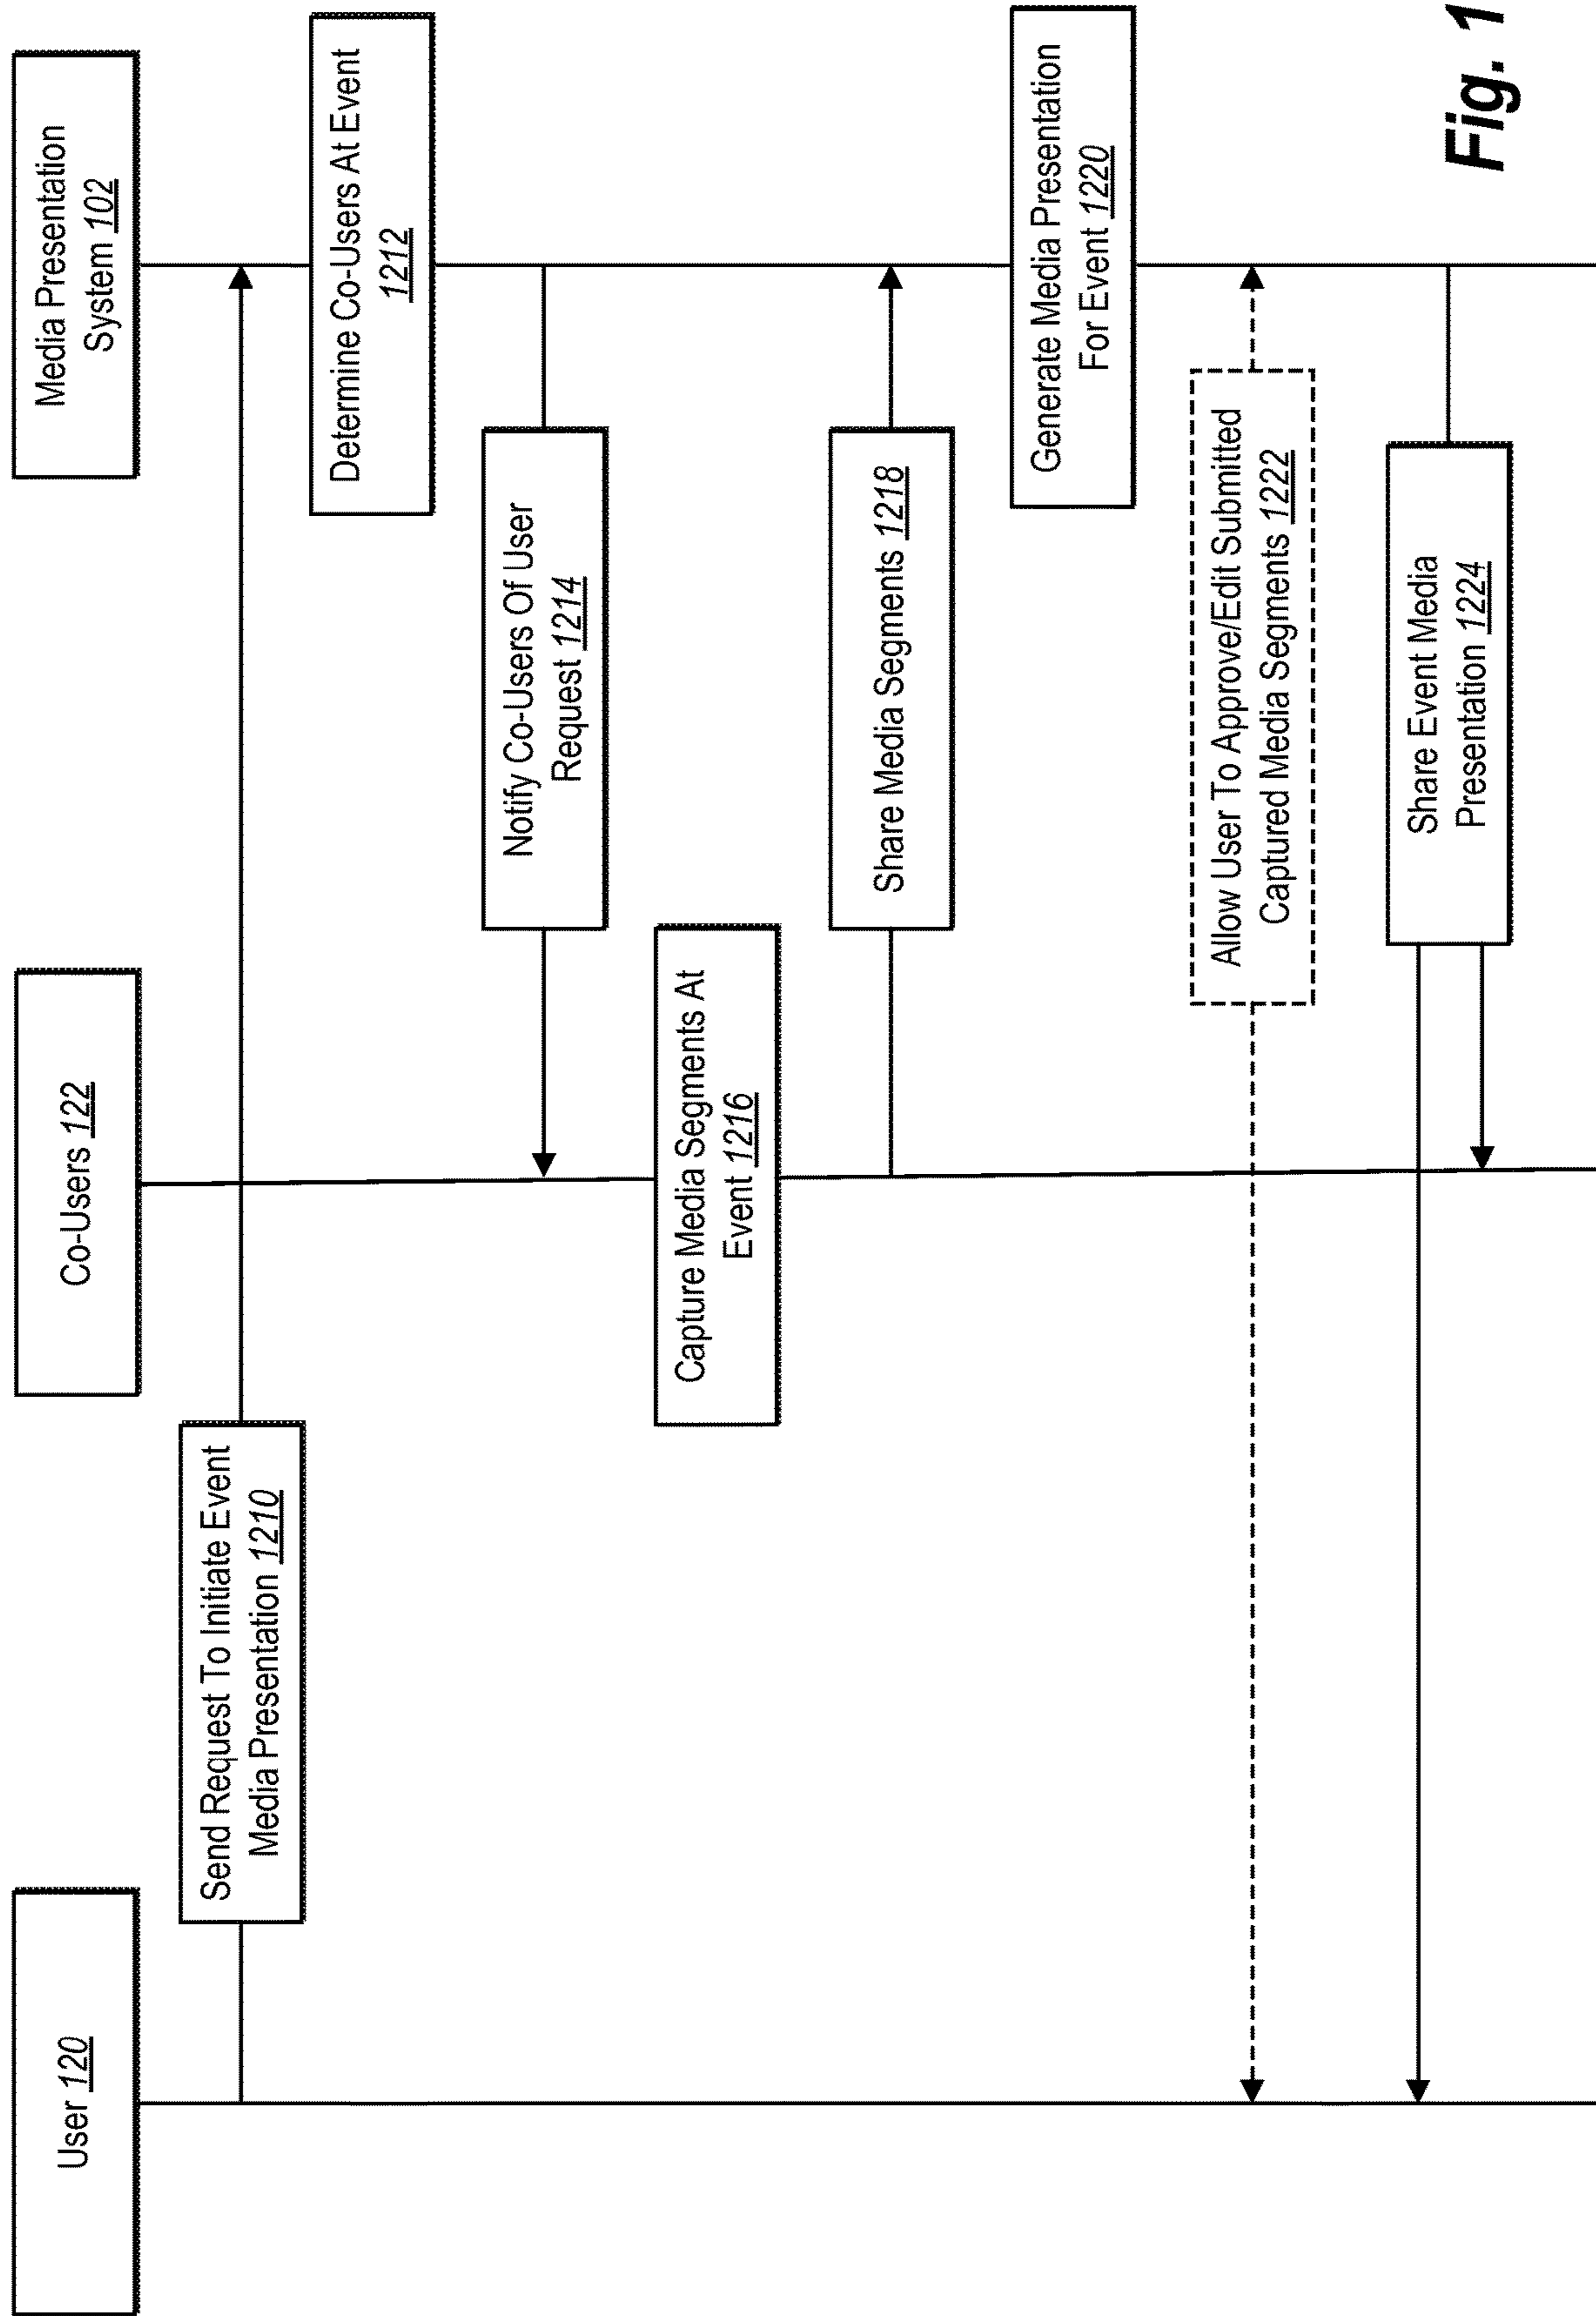 User 120
Co-Users 122
Media Presentation
System 102
Send Request To Initiate Event
Media Presentation 1210
Determine Co-Users At Event
1212
Notify Co-Users Of User
Request 1214
Capture Media Segments At
Event 1216
Share Media Segments 1218
Generate Media Presentation
For Event 1220
Allow User To Approve/Edit Submitted
Captured Media Segments 1222
Share Event Media
Presentation 1224
Fig. 1